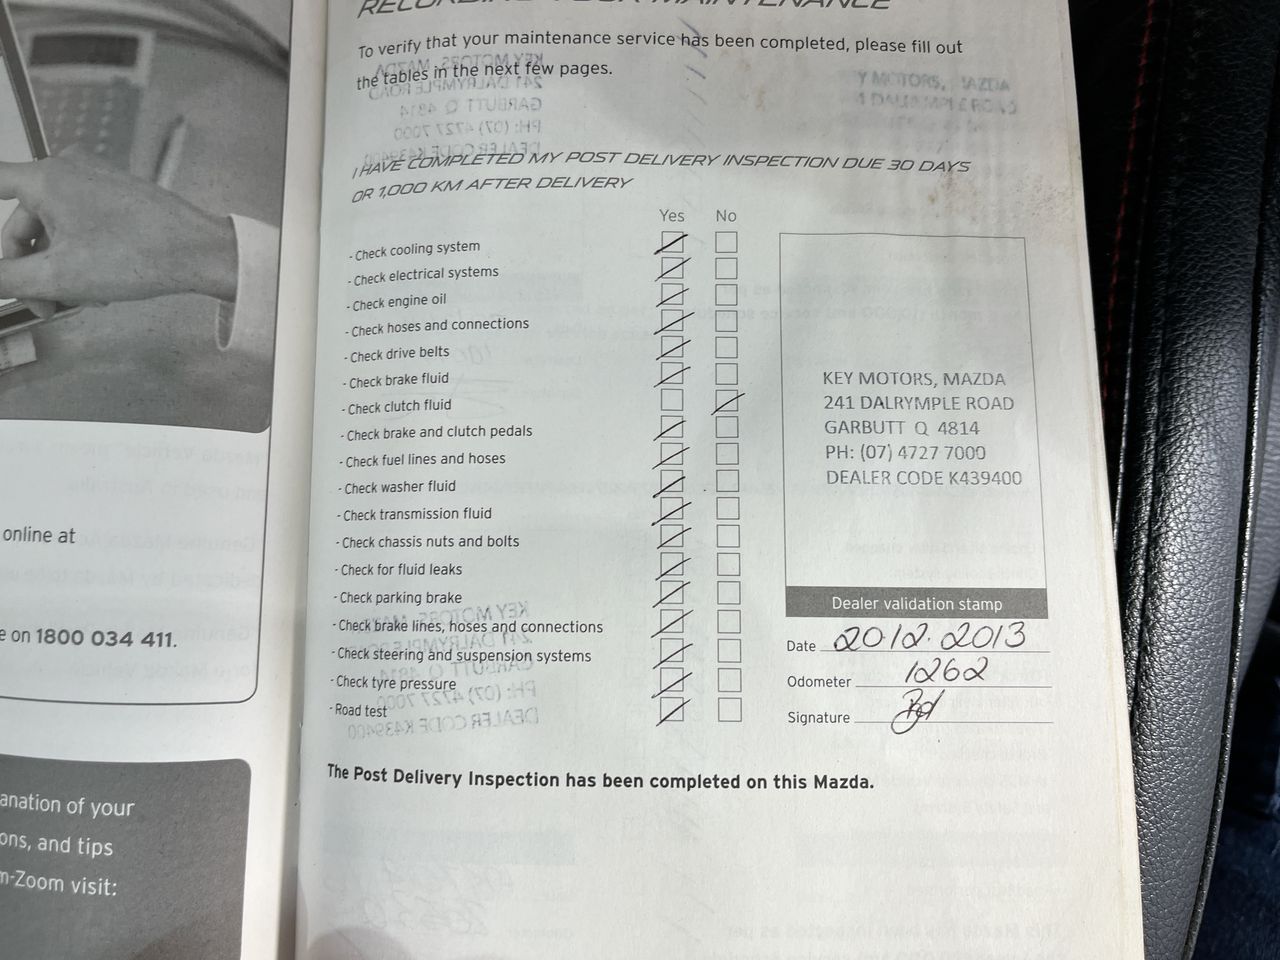 RECORDING YOUR MAINTENANCE
To verify that your maintenance service has been completed, please fill out
the tables in the next few pages.
I HAVE COMPLETED MY POST DELIVERY INSPECTION DUE 30 DAYS
OR 1,000 KM AFTER DELIVERY
Yes No
- Check cooling system
- Check electrical systems
- Check engine oil
- Check hoses and connections
- Check drive belts
- Check brake fluid
- Check clutch fluid
- Check brake and clutch pedals
- Check fuel lines and hoses
- Check washer fluid
- Check transmission fluid
- Check chassis nuts and bolts
- Check for fluid leaks
- Check parking brake
- Check brake lines, hoses and connections
- Check steering and suspension systems
- Check tyre pressure
- Road test
KEY MOTORS, MAZDA
241 DALRYMPLE ROAD
GARBUTT Q 4814
PH: (07) 4727 7000
DEALER CODE K439400
Dealer validation stamp
Date 20.12.2013
Odometer 1262
Signature
The Post Delivery Inspection has been completed on this Mazda.
online at
e on 1800 034 411.
anation of your
ons, and tips
m-Zoom visit: